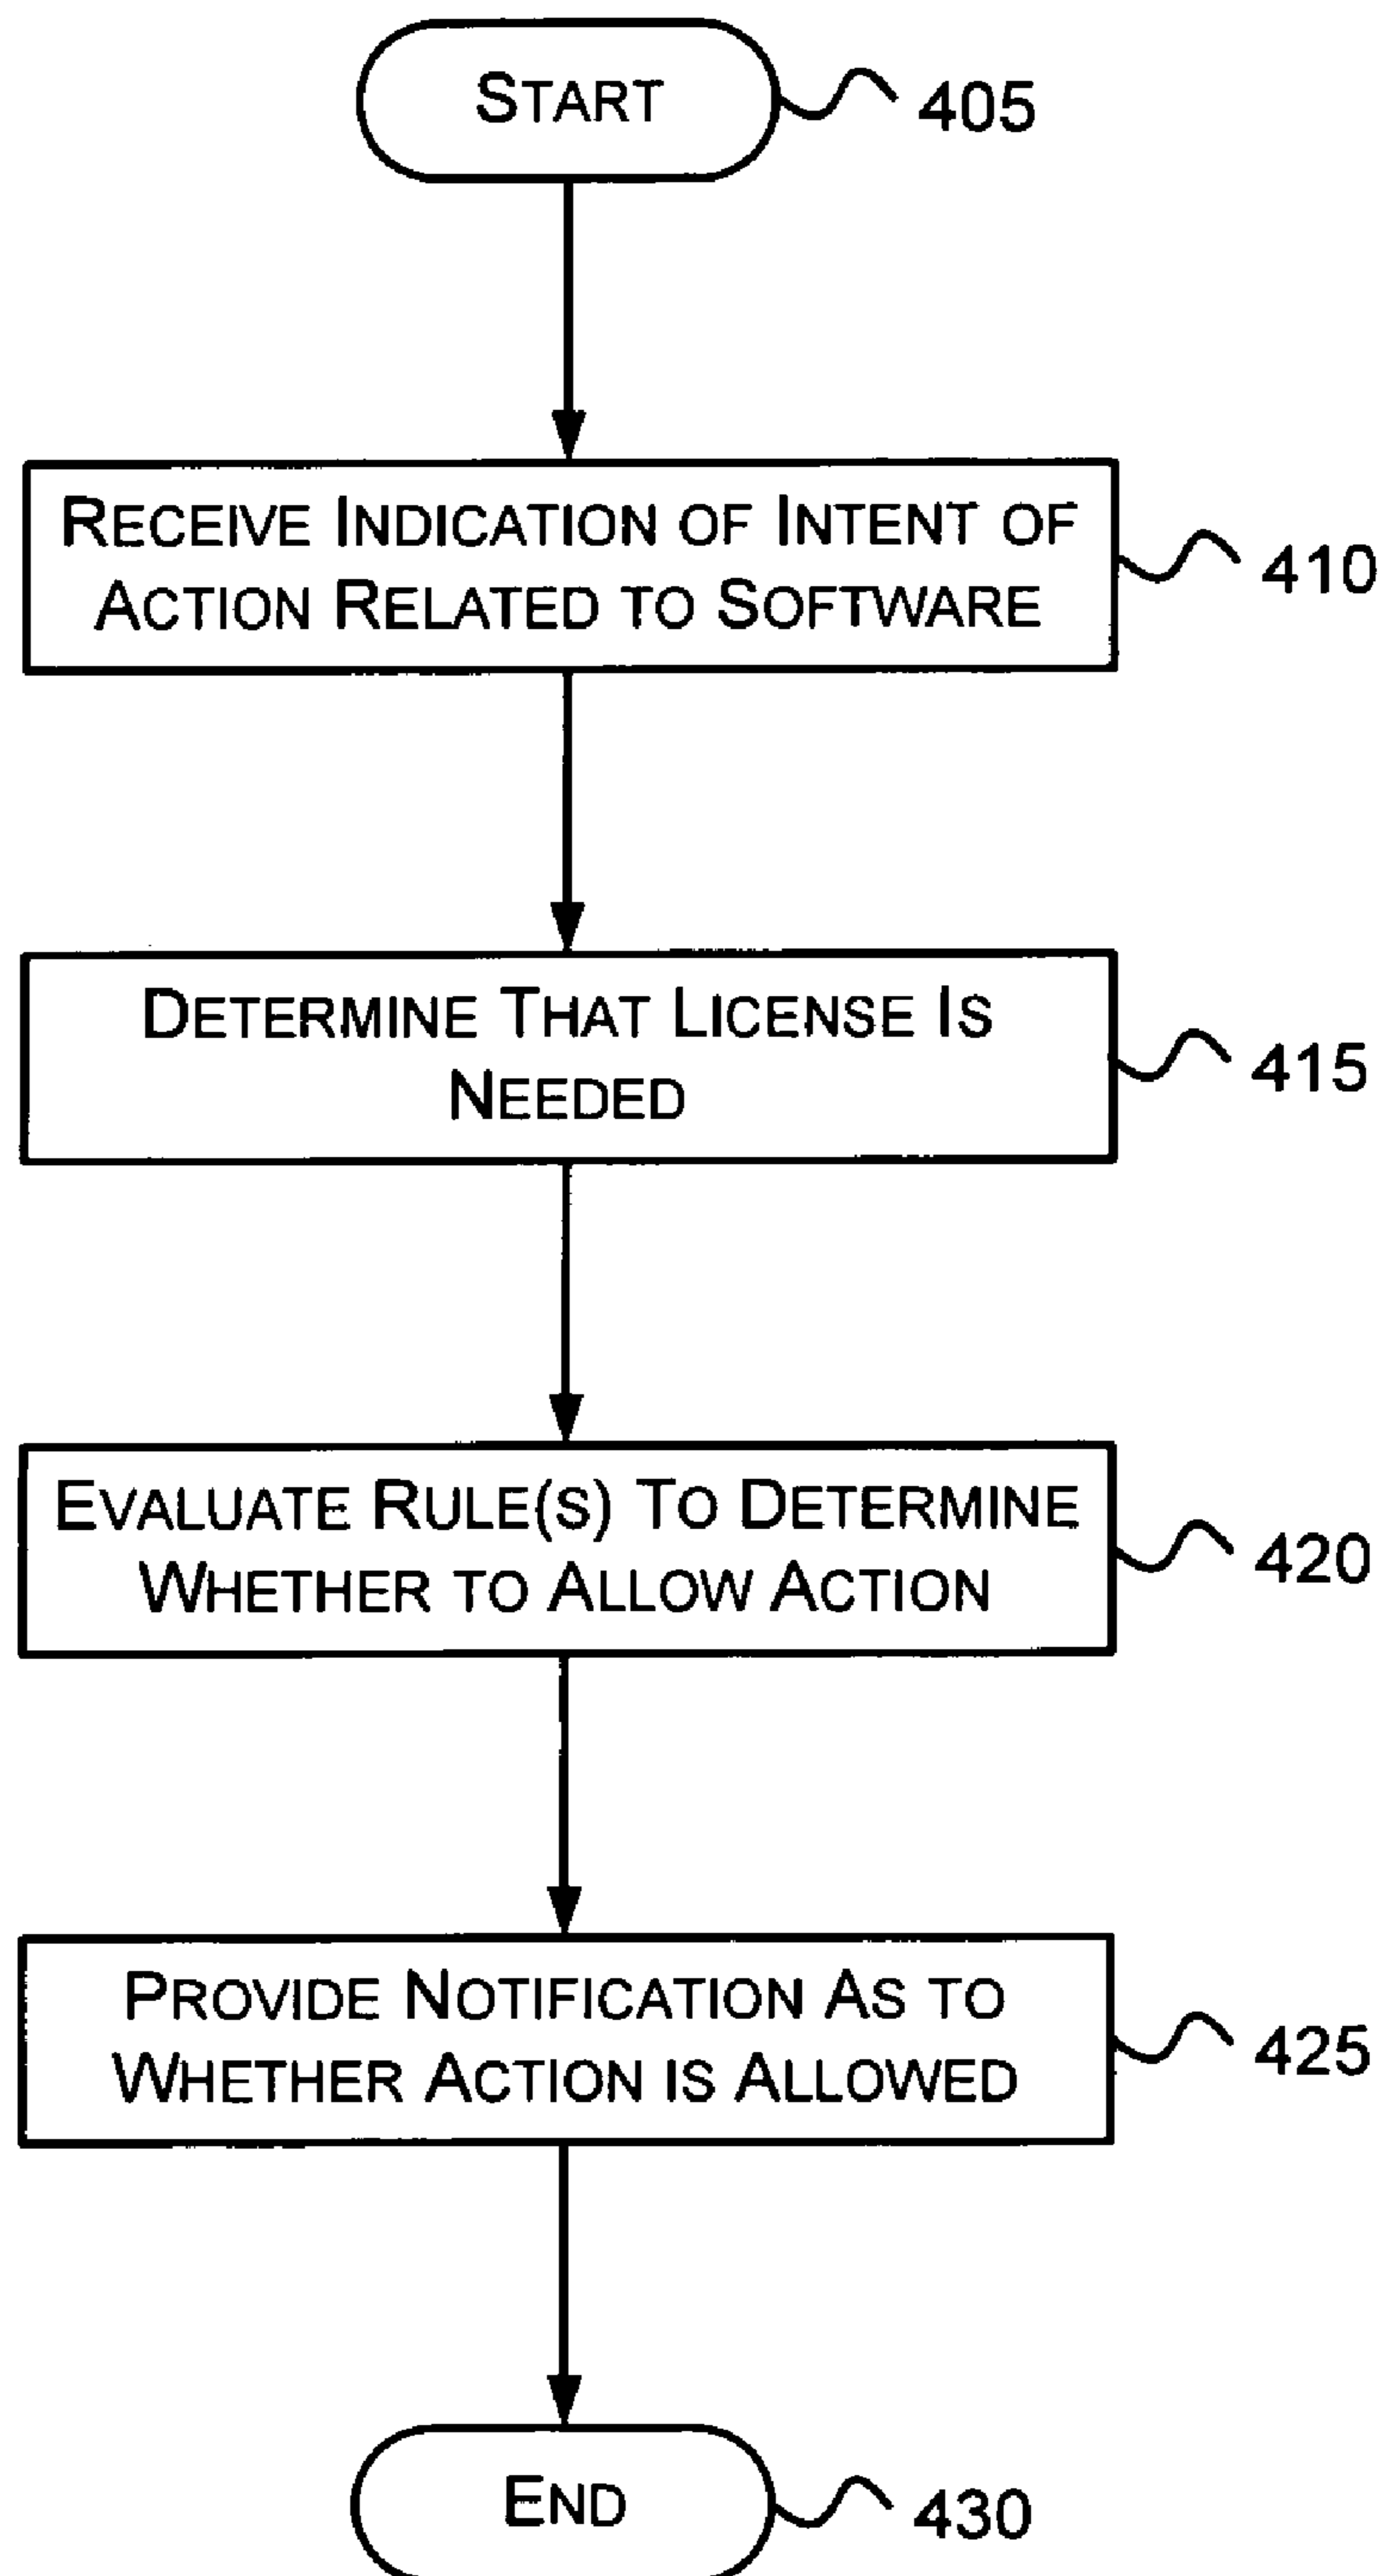 START
405
RECEIVE INDICATION OF INTENT OF
ACTION RELATED TO SOFTWARE
410
DETERMINE THAT LICENSE IS
NEEDED
415
EVALUATE RULE(S) TO DETERMINE
WHETHER TO ALLOW ACTION
420
PROVIDE NOTIFICATION AS TO
WHETHER ACTION IS ALLOWED
425
END
430